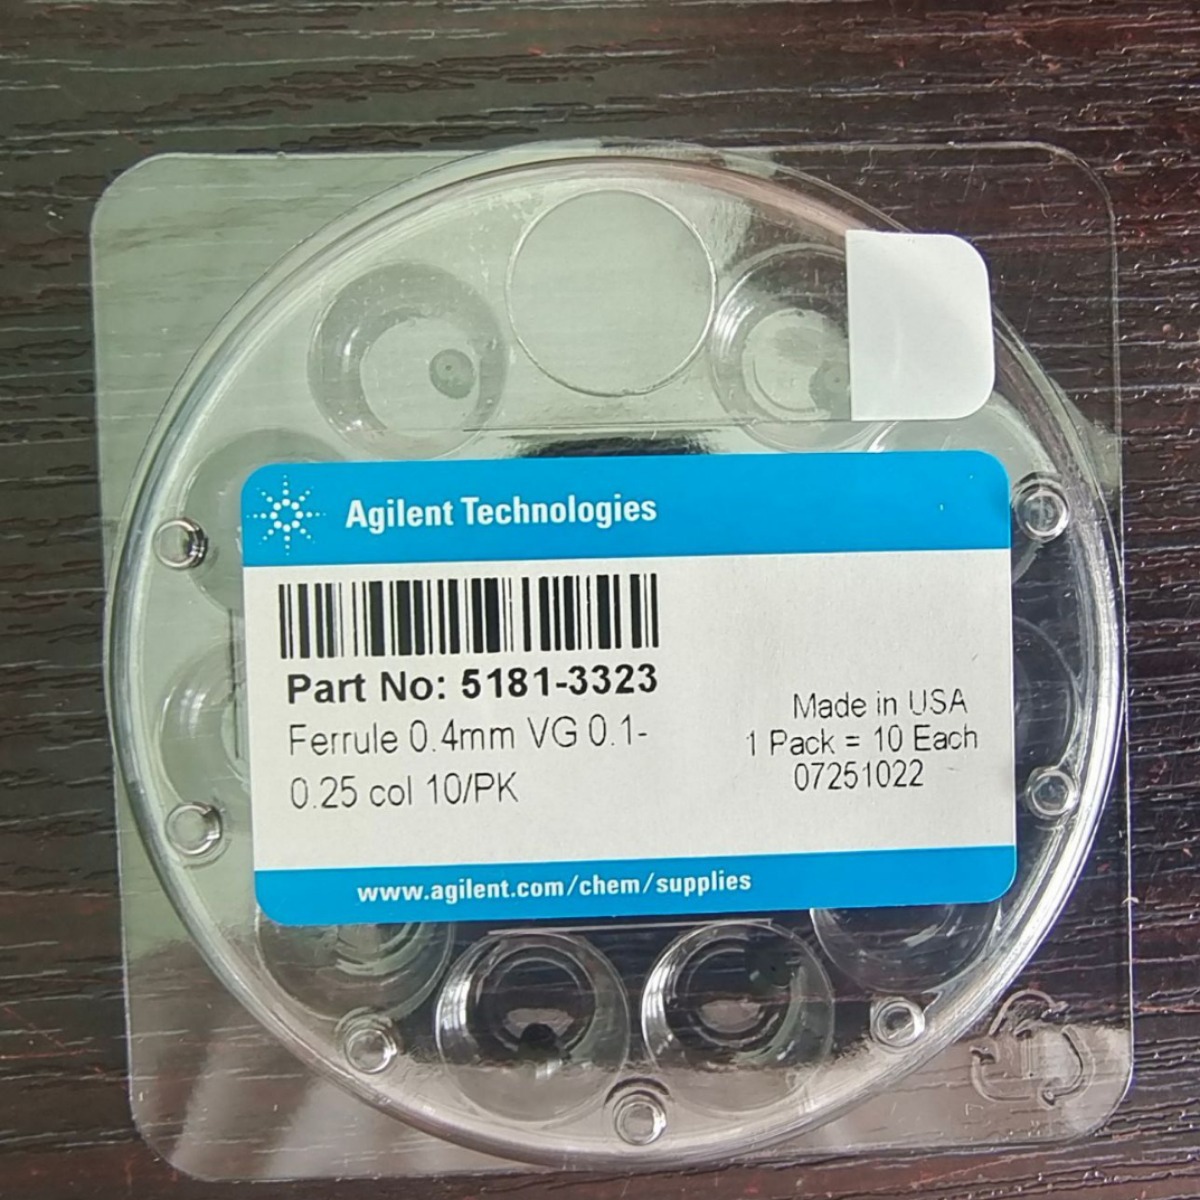 Agilent Technologies
Part No: 5181-3323
Ferrule 0.4mm VG 0.1-
0.25 col 10/PK
Made in USA
1 Pack = 10 Each
07251022
www.agilent.com/chem/supplies